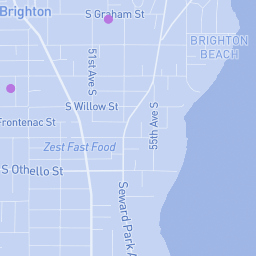 S Graham St
Brighton
BRIGHTON
BEACH
51st Ave S
S Willow St
55th Ave S
Frontenac St
Zest Fast Food
S Othello St
Seward Park A